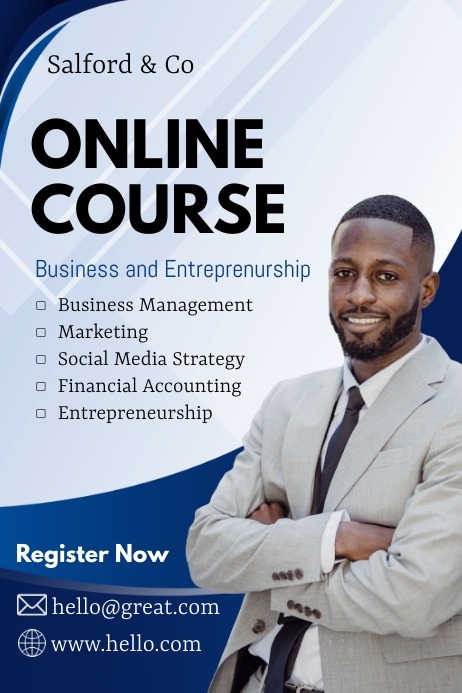 Salford & Co
ONLINE
COURSE
Business and Entreprenurship
Business Management
Marketing
Social Media Strategy
Financial Accounting
Entrepreneurship
Register Now
hello@great.com
www.hello.com